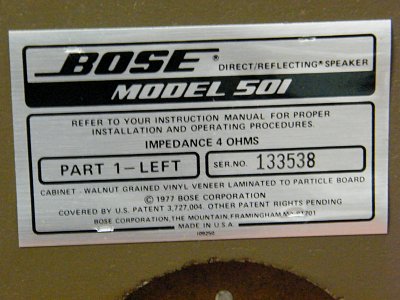 BOSE® DIRECT/REFLECTING® SPEAKER
MODEL 501
REFER TO YOUR INSTRUCTION MANUAL FOR PROPER
INSTALLATION AND OPERATING PROCEDURES.
IMPEDANCE 4 OHMS
PART 1-LEFT SER.NO. 133538
CABINET - WALNUT GRAINED VINYL VENEER LAMINATED TO PARTICLE BOARD
© 1977 BOSE CORPORATION
COVERED BY U.S. PATENT 3,727,004. OTHER PATENT RIGHTS PENDING
BOSE CORPORATION, THE MOUNTAIN, FRAMINGHAM, MA 01701
MADE IN U.S.A.